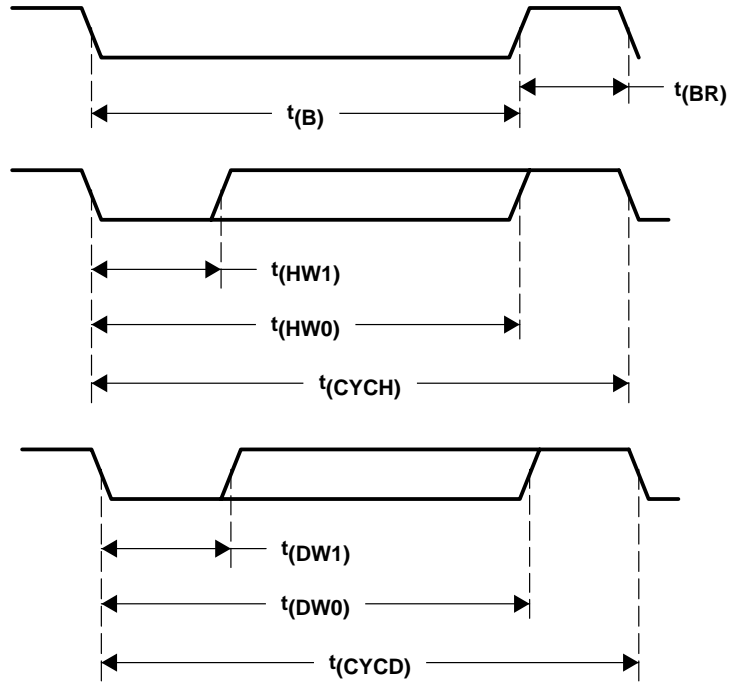 t(BR)
t(B)
t(HW1)
t(HW0)
t(CYCH)
t(DW1)
t(DW0)
t(CYCD)